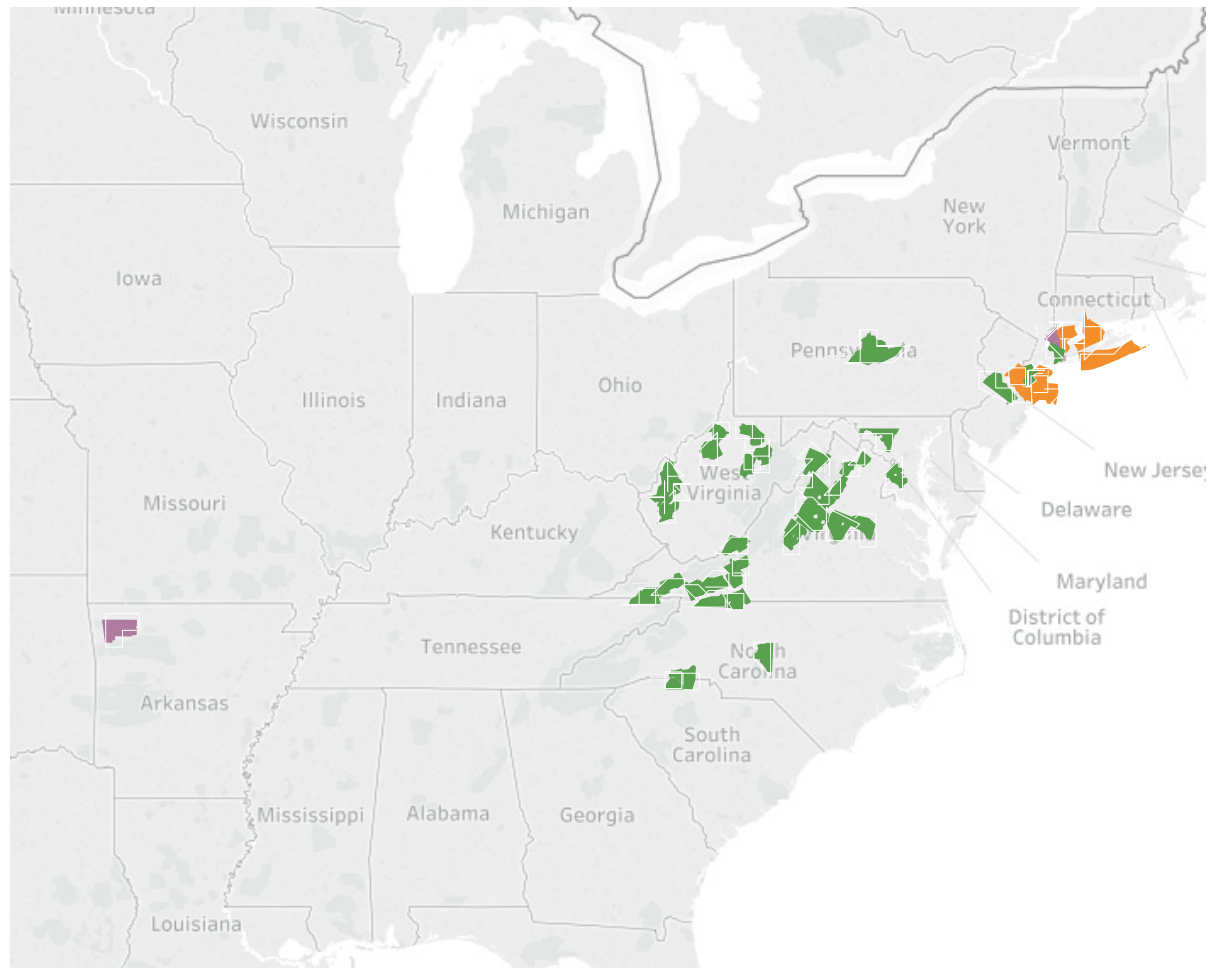 Minnesota
Wisconsin
Vermont
Michigan
New
York
Iowa
Connecticut
Pennsylvania
Illinois
Indiana
Ohio
New Jersey
West
Virginia
Missouri
Delaware
Kentucky
Virginia
Maryland
District of
Columbia
Tennessee
North
Carolina
Arkansas
South
Carolina
Mississippi
Alabama
Georgia
Louisiana